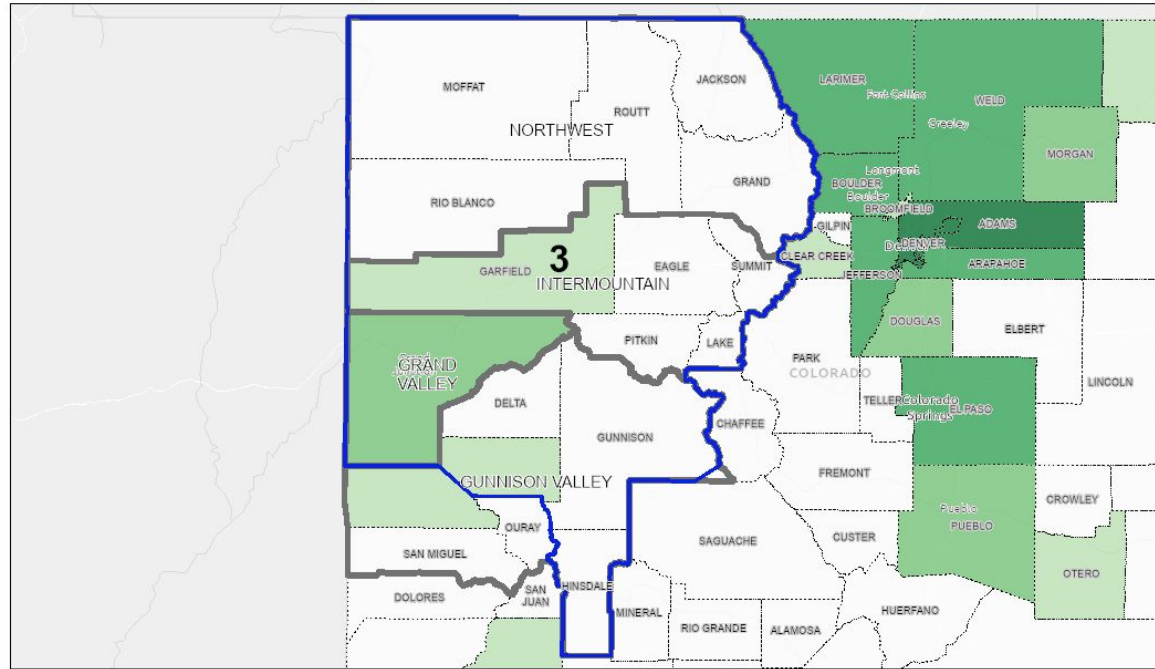 JACKSON
LARIMER
MOFFAT
Fort Collins
WELD
ROUTT
Greeley
NORTHWEST
MORGAN
Longmont
GRAND
BOULDER
Boulder
RIO BLANCO
BROOMFIELD
GILPIN
ADAMS
DENVER
3
CLEAR CREEK
GARFIELD
EAGLE
SUMMIT
ARAPAHOE
JEFFERSON
INTERMOUNTAIN
DOUGLAS
ELBERT
PITKIN
LAKE
PARK
GRAND
VALLEY
COLORADO
LINCOLN
DELTA
TELLER
Colorado
Springs
EL PASO
CHAFFEE
GUNNISON
FREMONT
GUNNISON VALLEY
CROWLEY
Pueblo
PUEBLO
OURAY
CUSTER
SAGUACHE
SAN MIGUEL
OTERO
HINSDALE
SAN
JUAN
DOLORES
MINERAL
HUERFANO
RIO GRANDE
ALAMOSA